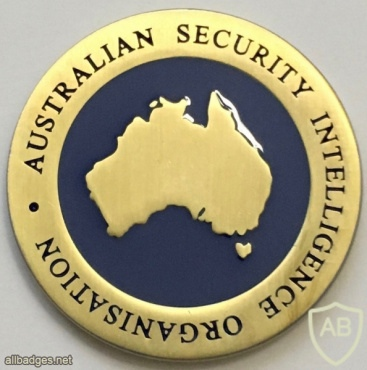 · AUSTRALIAN SECURITY INTELLIGENCE ORGANISATION
AB
allbadges.net